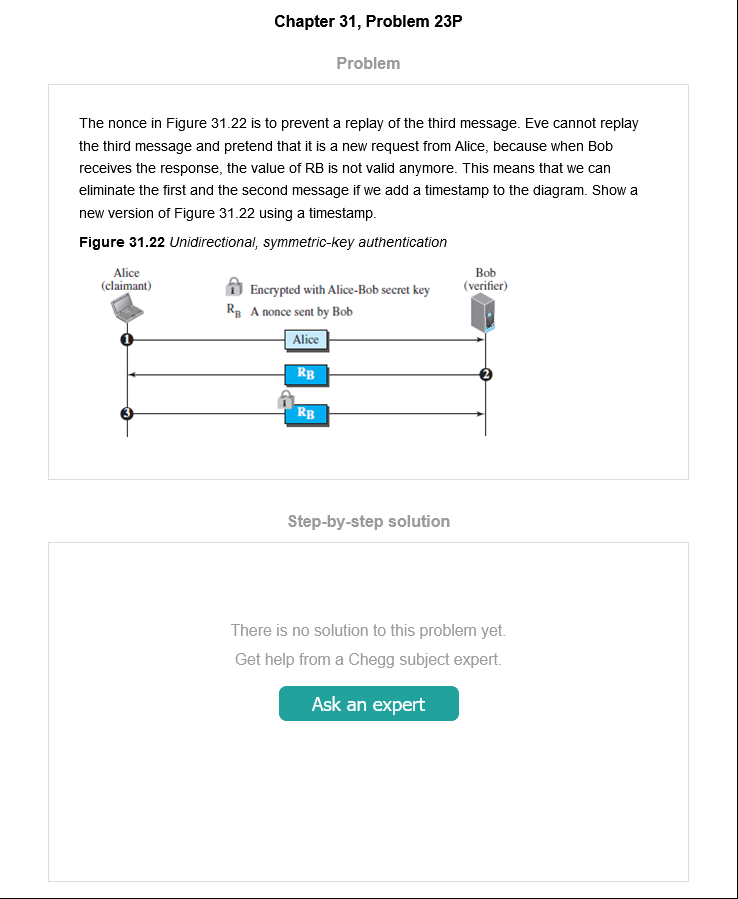 Chapter 31, Problem 23P
Problem
The nonce in Figure 31.22 is to prevent a replay of the third message. Eve cannot replay
the third message and pretend that it is a new request from Alice, because when Bob
receives the response, the value of RB is not valid anymore. This means that we can
eliminate the first and the second message if we add a timestamp to the diagram. Show a
new version of Figure 31.22 using a timestamp.
Figure 31.22 Unidirectional, symmetric-key authentication
Alice
(claimant)
Encrypted with Alice-Bob secret key
RB A nonce sent by Bob
Bob
(verifier)
1 Alice
RB 2
3 RB
Step-by-step solution
There is no solution to this problem yet.
Get help from a Chegg subject expert.
Ask an expert